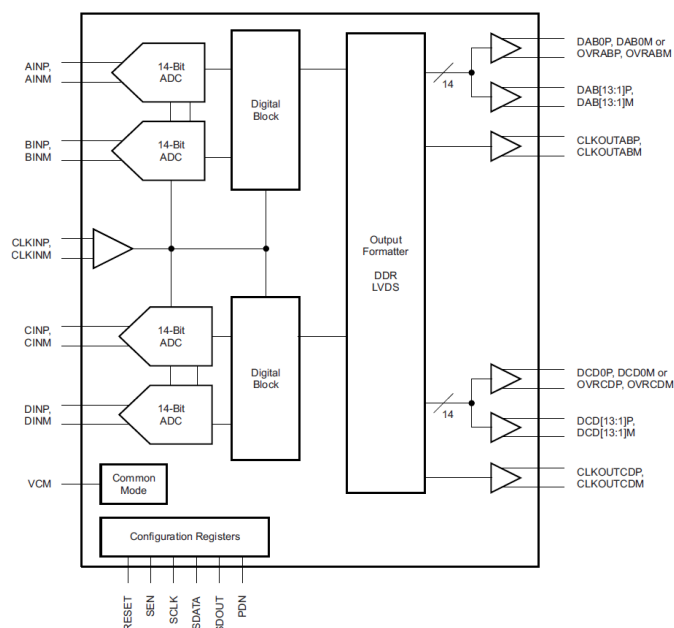 AINP,
AINM
14-Bit
ADC
BINP,
BINM
14-Bit
ADC
Digital
Block
CLKINP,
CLKINM
CINP,
CINM
14-Bit
ADC
DINP,
DINM
14-Bit
ADC
Digital
Block
VCM
Common
Mode
Configuration Registers
RESET
SEN
SCLK
SDATA
SDOUT
PDN
Output
Formatter
DDR
LVDS
14
DAB0P, DAB0M or
OVRABP, OVRABM
DAB[13:1]P,
DAB[13:1]M
CLKOUTABP,
CLKOUTABM
14
DCD0P, DCD0M or
OVRCDP, OVRCDM
DCD[13:1]P,
DCD[13:1]M
CLKOUTCDP,
CLKOUTCDM